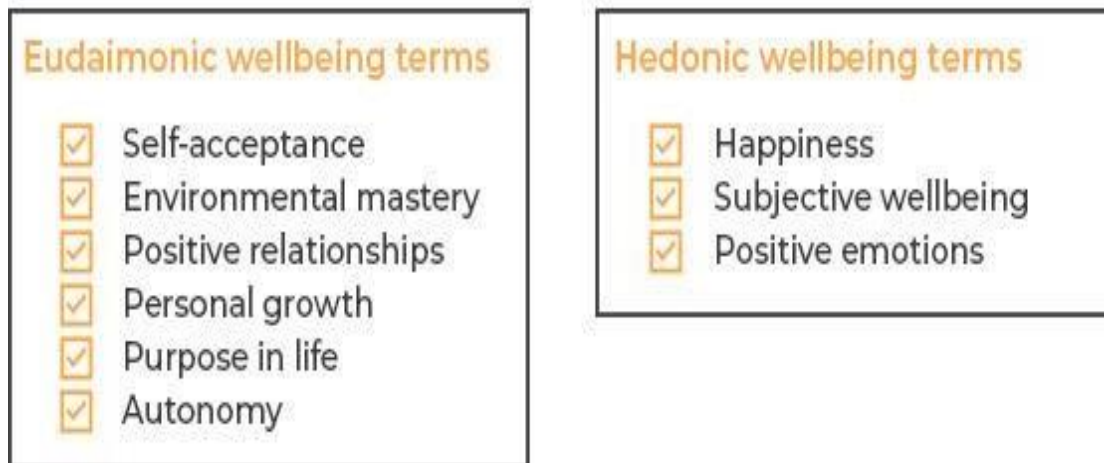 Eudaimonic wellbeing terms
Self-acceptance
Environmental mastery
Positive relationships
Personal growth
Purpose in life
Autonomy
Hedonic wellbeing terms
Happiness
Subjective wellbeing
Positive emotions